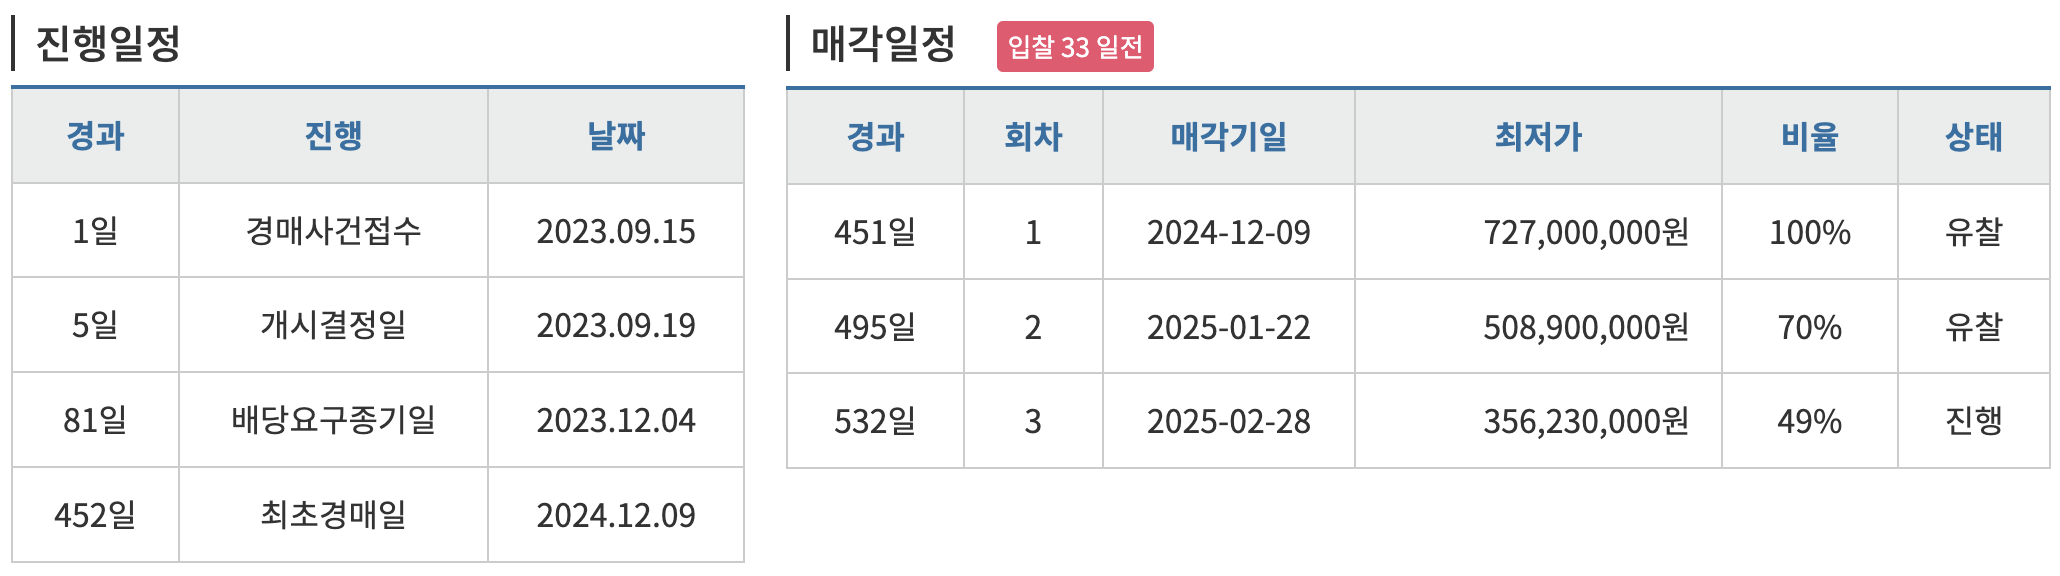 진행일정
경과 진행 날짜
1일 경매사건접수 2023.09.15
5일 개시결정일 2023.09.19
81일 배당요구종기일 2023.12.04
452일 최초경매일 2024.12.09
매각일정 입찰 33 일전
경과 회차 매각기일 최저가 비율 상태
451일 1 2024-12-09 727,000,000원 100% 유찰
495일 2 2025-01-22 508,900,000원 70% 유찰
532일 3 2025-02-28 356,230,000원 49% 진행